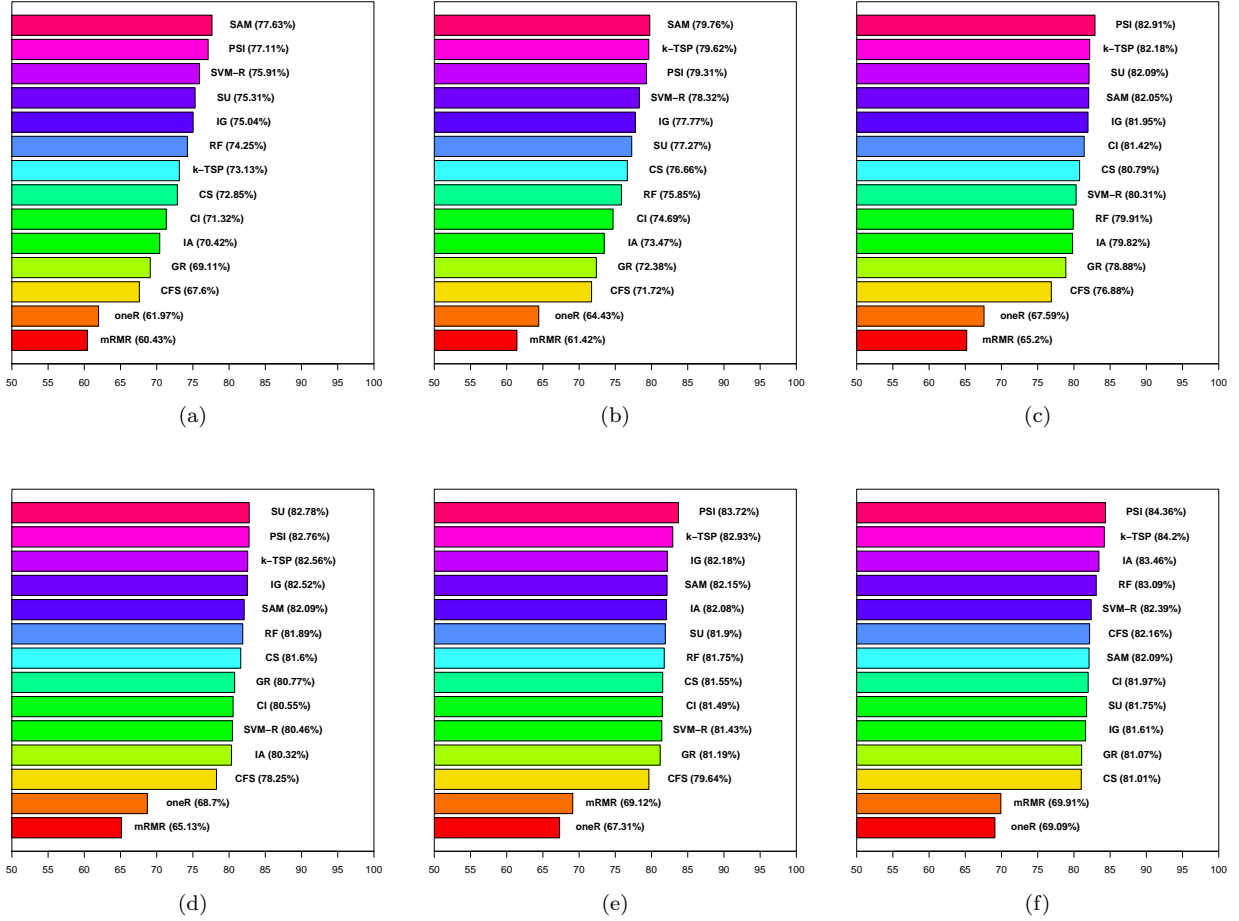 SAM (77.63%)
PSI (77.11%)
SVM−R (75.91%)
SU (75.31%)
IG (75.04%)
RF (74.25%)
k−TSP (73.13%)
CS (72.85%)
CI (71.32%)
IA (70.42%)
GR (69.11%)
CFS (67.6%)
oneR (61.97%)
mRMR (60.43%)
50 55 60 65 70 75 80 85 90 95 100
(a)
SAM (79.76%)
k−TSP (79.62%)
PSI (79.31%)
SVM−R (78.32%)
IG (77.77%)
SU (77.27%)
CS (76.66%)
RF (75.85%)
CI (74.69%)
IA (73.47%)
GR (72.38%)
CFS (71.72%)
oneR (64.43%)
mRMR (61.42%)
50 55 60 65 70 75 80 85 90 95 100
(b)
PSI (82.91%)
k−TSP (82.18%)
SU (82.09%)
SAM (82.05%)
IG (81.95%)
CI (81.42%)
CS (80.79%)
SVM−R (80.31%)
RF (79.91%)
IA (79.82%)
GR (78.88%)
CFS (76.88%)
oneR (67.59%)
mRMR (65.2%)
50 55 60 65 70 75 80 85 90 95 100
(c)
SU (82.78%)
PSI (82.76%)
k−TSP (82.56%)
IG (82.52%)
SAM (82.09%)
RF (81.89%)
CS (81.6%)
GR (80.77%)
CI (80.55%)
SVM−R (80.46%)
IA (80.32%)
CFS (78.25%)
oneR (68.7%)
mRMR (65.13%)
50 55 60 65 70 75 80 85 90 95 100
(d)
PSI (83.72%)
k−TSP (82.93%)
IG (82.18%)
SAM (82.15%)
IA (82.08%)
SU (81.9%)
RF (81.75%)
CS (81.55%)
CI (81.49%)
SVM−R (81.43%)
GR (81.19%)
CFS (79.64%)
mRMR (69.12%)
oneR (67.31%)
50 55 60 65 70 75 80 85 90 95 100
(e)
PSI (84.36%)
k−TSP (84.2%)
IA (83.46%)
RF (83.09%)
SVM−R (82.39%)
CFS (82.16%)
SAM (82.09%)
CI (81.97%)
SU (81.75%)
IG (81.61%)
GR (81.07%)
CS (81.01%)
mRMR (69.91%)
oneR (69.09%)
50 55 60 65 70 75 80 85 90 95 100
(f)